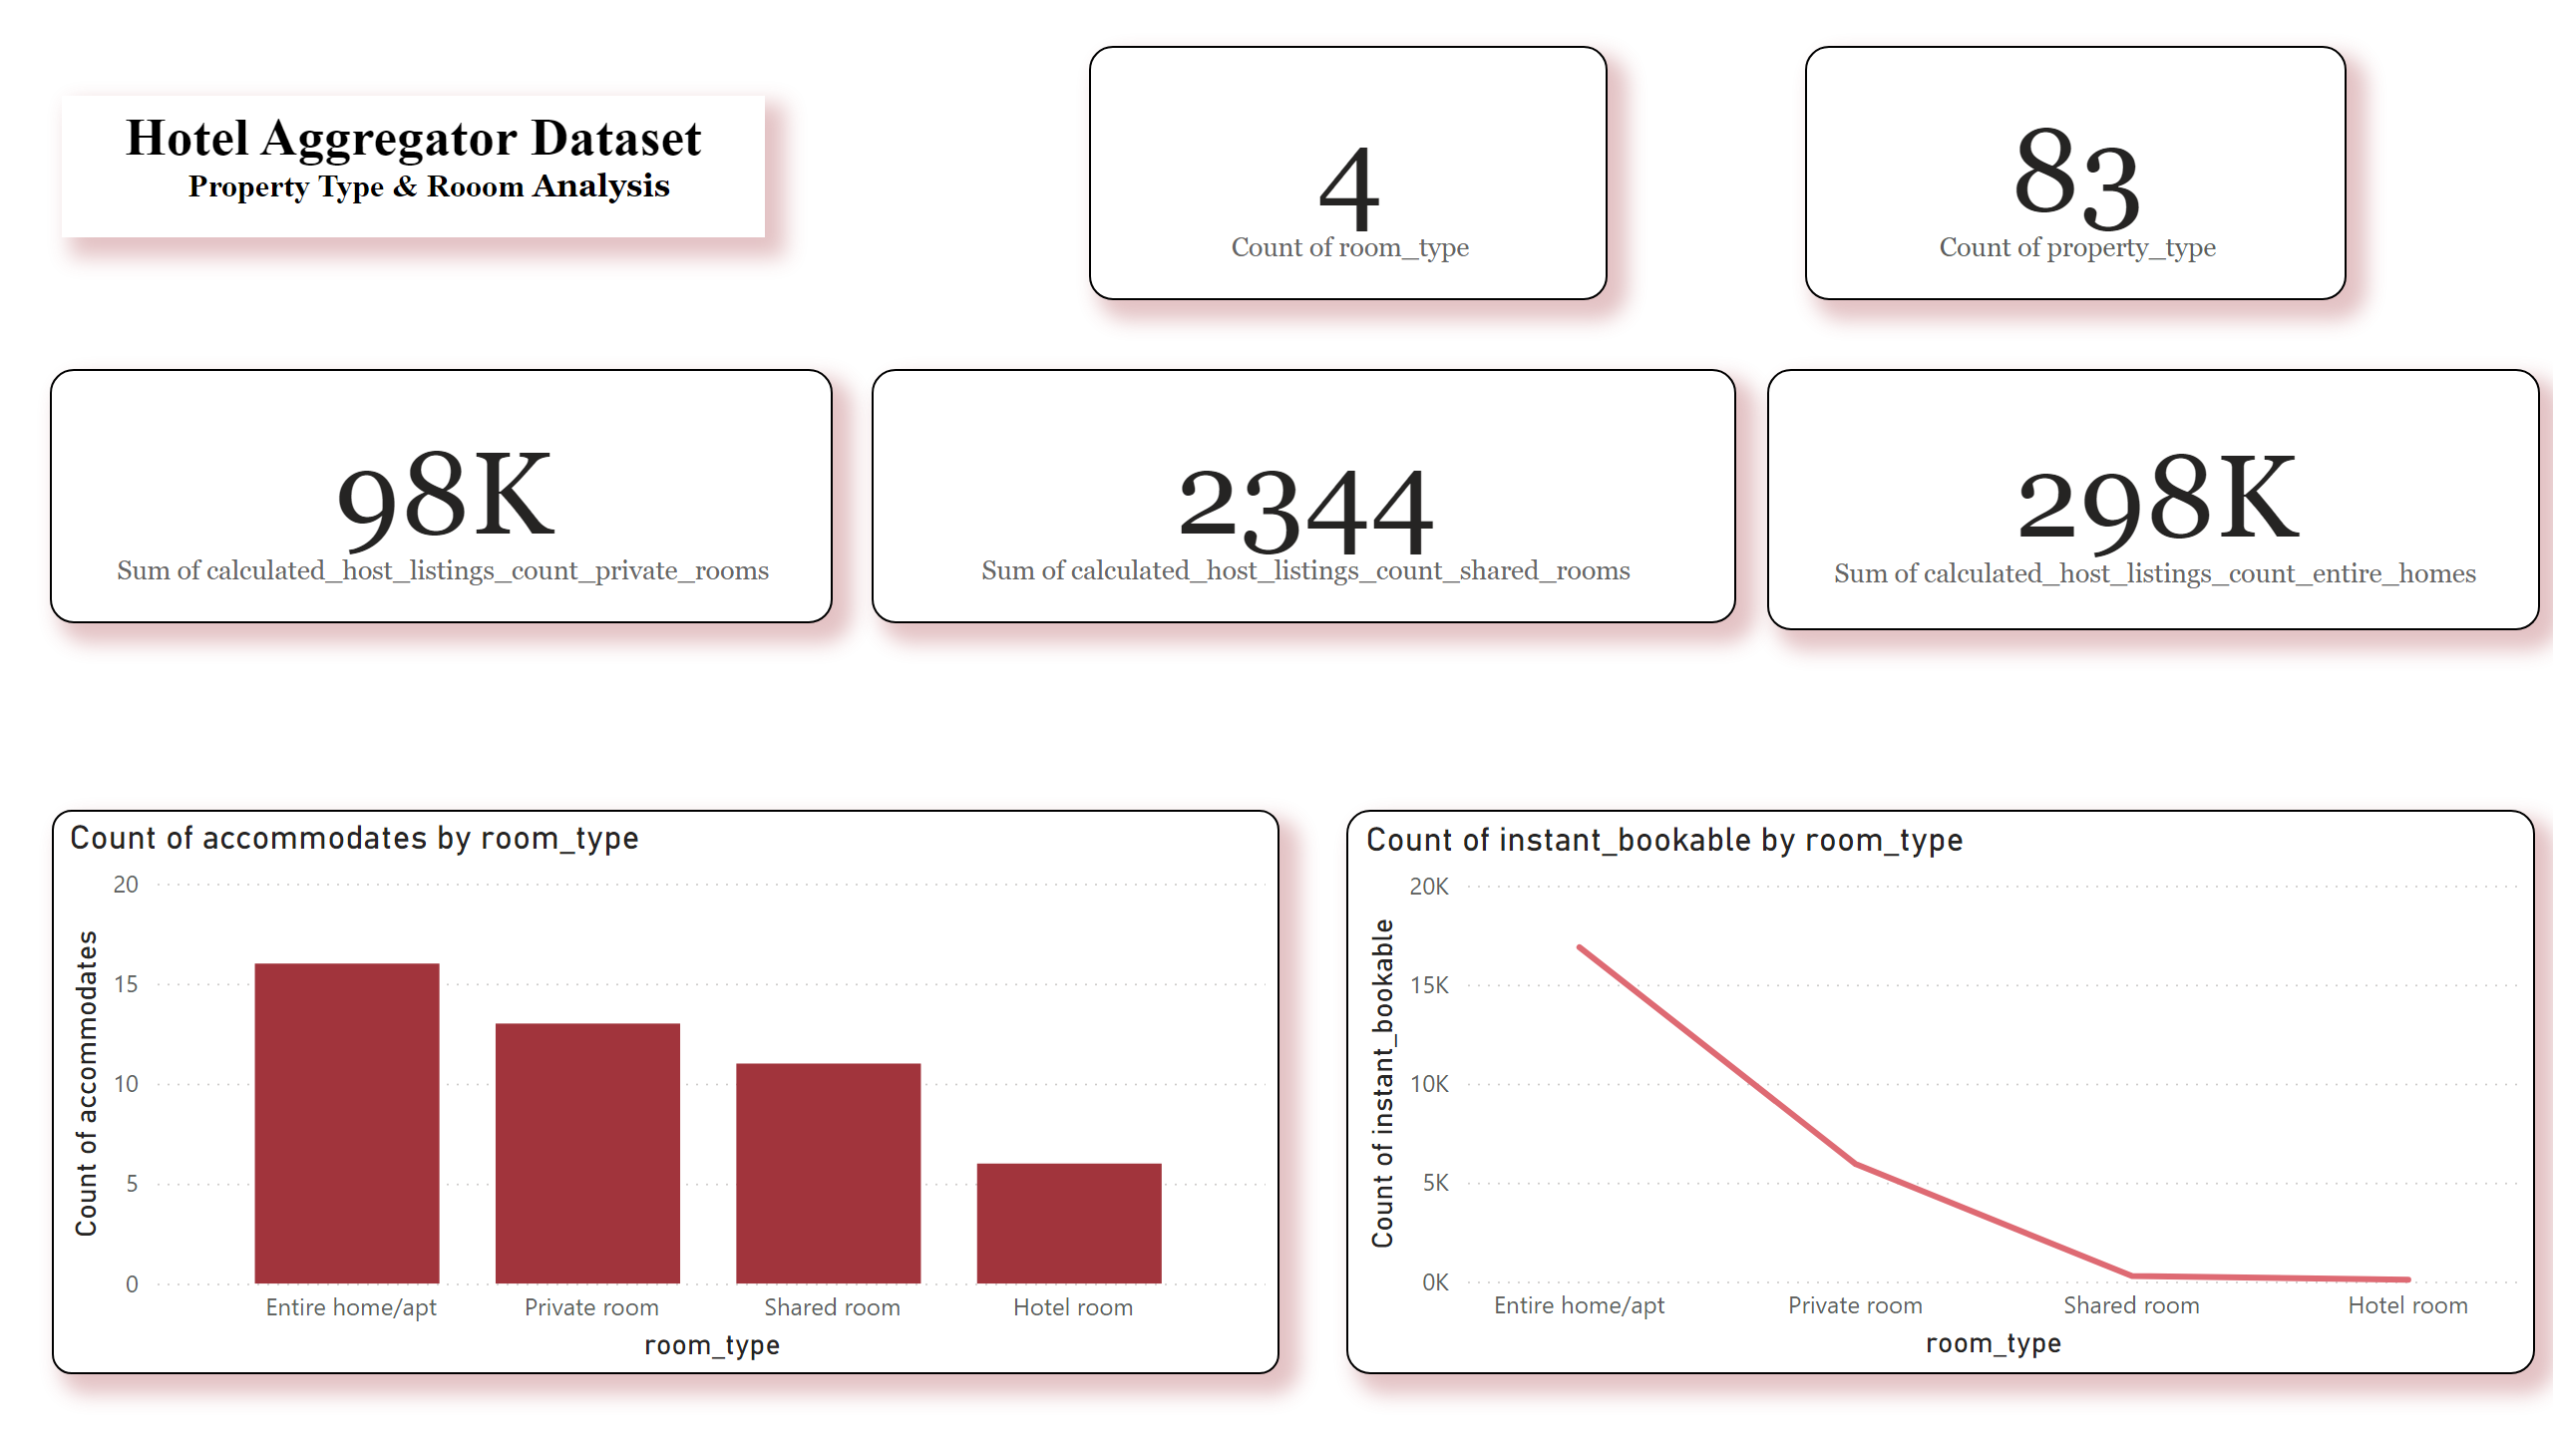 Hotel Aggregator Dataset
Property Type & Rooom Analysis
4
Count of room_type
83
Count of property_type
98K
Sum of calculated_host_listings_count_private_rooms
2344
Sum of calculated_host_listings_count_shared_rooms
298K
Sum of calculated_host_listings_count_entire_homes
Count of accommodates by room_type
Count of accommodates
20
15
10
5
0
Entire home/apt
Private room
Shared room
Hotel room
room_type
Count of instant_bookable by room_type
Count of instant_bookable
20K
15K
10K
5K
0K
Entire home/apt
Private room
Shared room
Hotel room
room_type